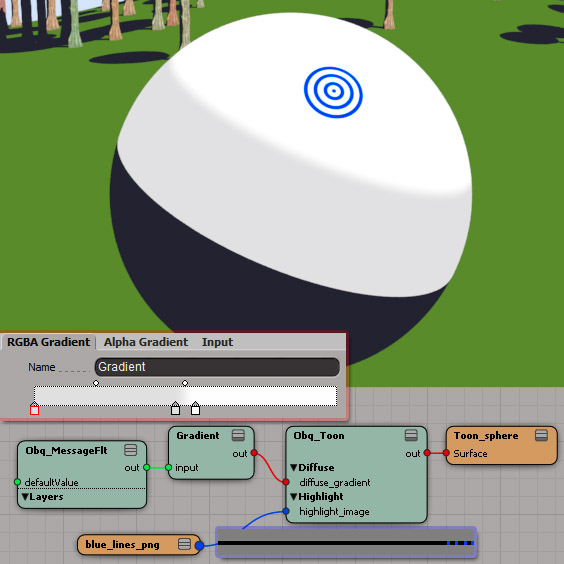 RGBA Gradient Alpha Gradient Input
Name Gradient
Obq_MessageFlt
out
defaultValue
▼Layers
Gradient
out
input
Obq_Toon
out
▼Diffuse
diffuse_gradient
▼Highlight
highlight_image
Toon_sphere
Surface
blue_lines_png